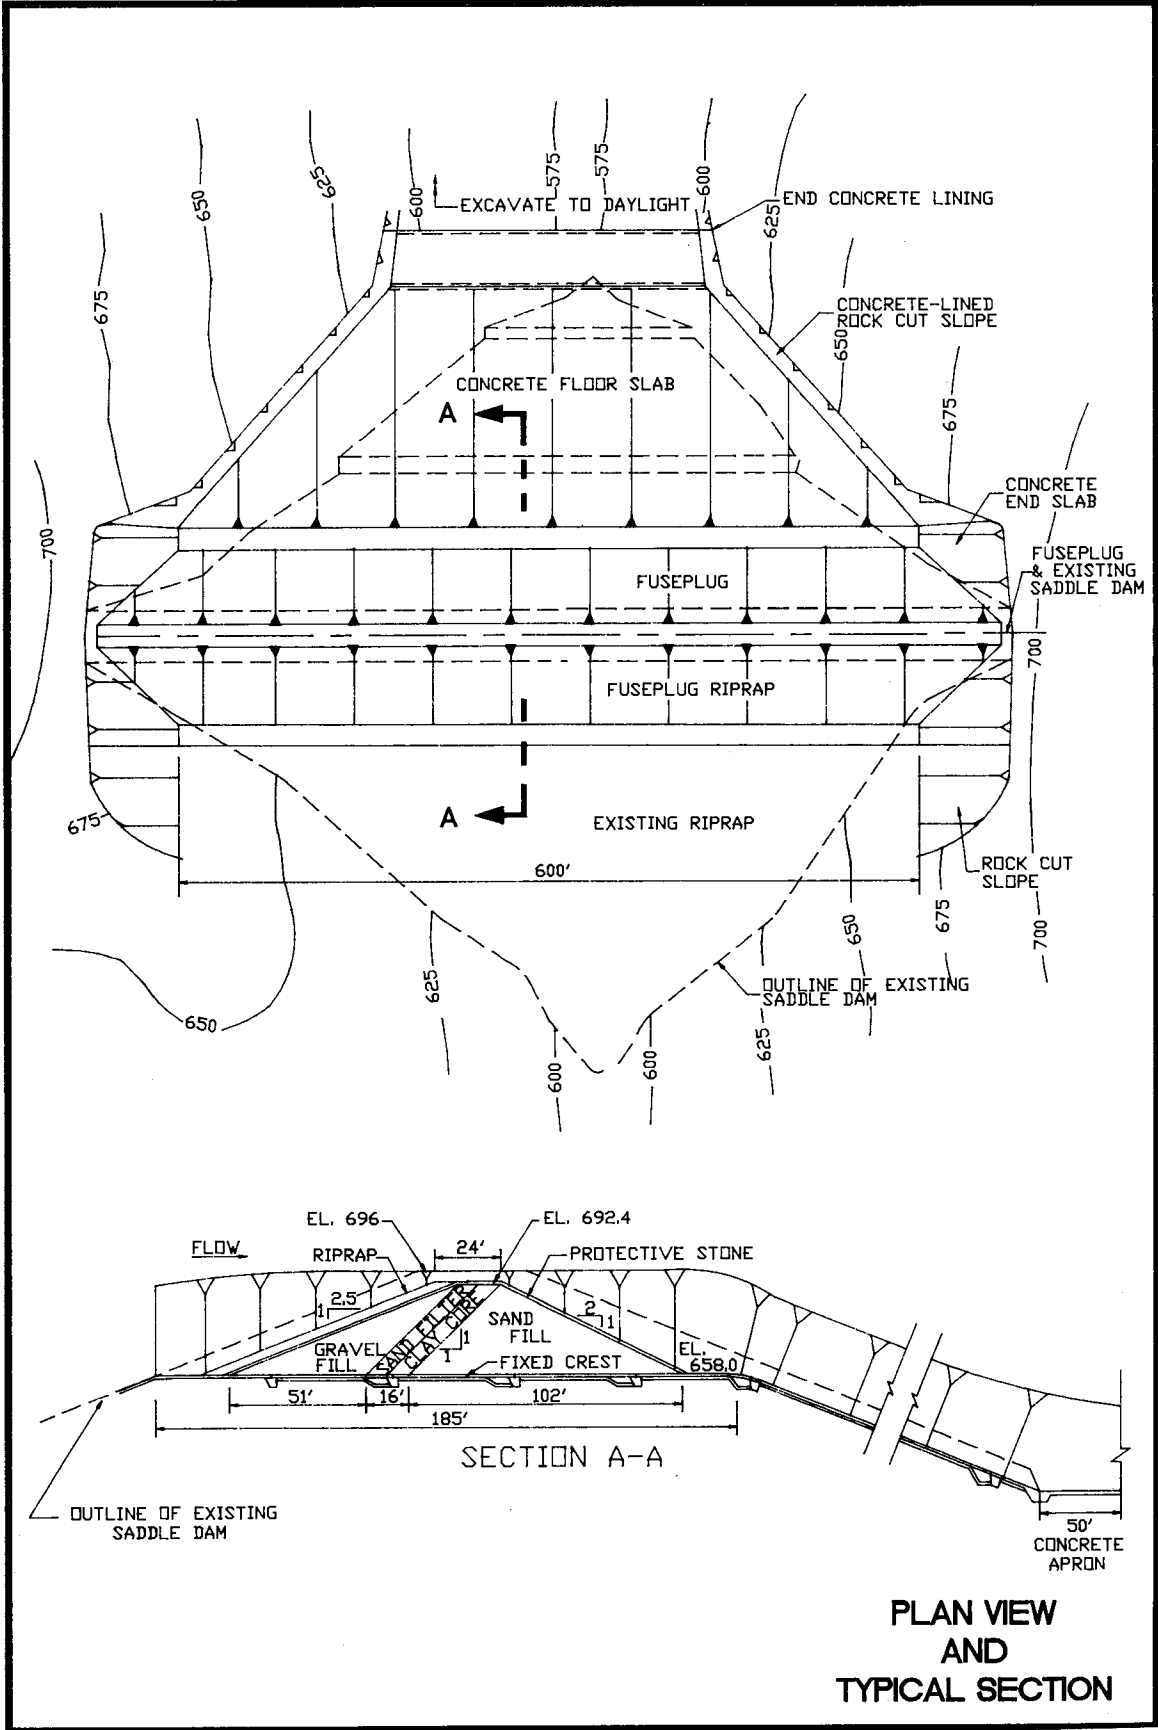 575
575
600
600
625
625
650
650
675
675
700
EXCAVATE TO DAYLIGHT
END CONCRETE LINING
CONCRETE-LINED
ROCK CUT SLOPE
CONCRETE FLOOR SLAB
A
CONCRETE
END SLAB
FUSEPLUG
& EXISTING
SADDLE DAM
FUSEPLUG
700
FUSEPLUG RIPRAP
A
EXISTING RIPRAP
675
600'
ROCK CUT
SLOPE
650
675
700
625
OUTLINE OF EXISTING
SADDLE DAM
650
625
600
600
EL. 696
EL. 692.4
FLOW
RIPRAP
24'
PROTECTIVE STONE
2.5
1
SAND FILTER
CLAY CORE
1
1
SAND
FILL
2
1
GRAVEL
FILL
FIXED CREST
EL.
658.0
51'
16'
102'
185'
SECTION A-A
OUTLINE OF EXISTING
SADDLE DAM
50'
CONCRETE
APRON
PLAN VIEW
AND
TYPICAL SECTION